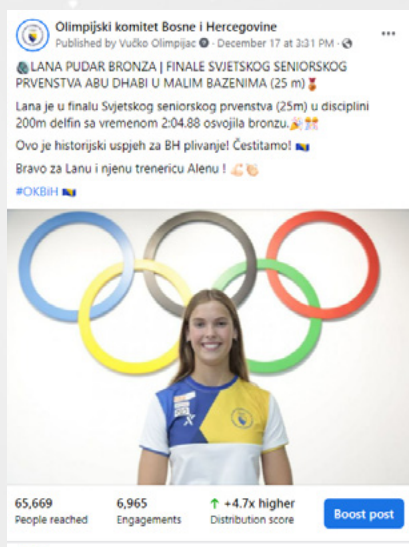 Olimpijski komitet Bosne i Hercegovine
Published by Vučko Olimpijac · December 17 at 3:31 PM ·
LANA PUDAR BRONZA | FINALE SVJETSKOG SENIORSKOG
PRVENSTVA ABU DHABI U MALIM BAZENIMA (25 m)
Lana je u finalu Svjetskog seniorskog prvenstva (25m) u disciplini
200m delfin sa vremenom 2:04.88 osvojila bronzu.
Ovo je historijski uspjeh za BH plivanje! Čestitamo!
Bravo za Lanu i njenu trenericu Alenu !
#OKBiH
65,669
People reached
6,965
Engagements
+4.7x higher
Distribution score
Boost post